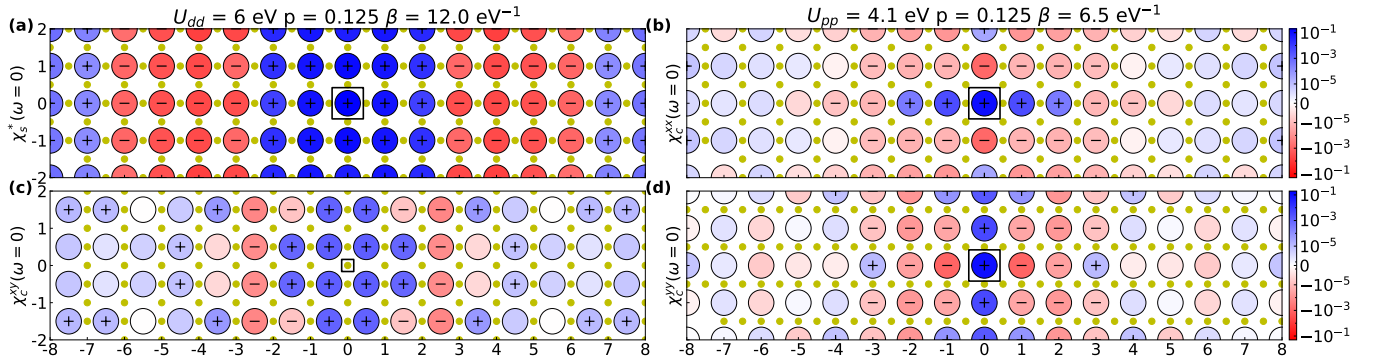 U_dd = 6 eV p = 0.125 β = 12.0 eV⁻¹
U_pp = 4.1 eV p = 0.125 β = 6.5 eV⁻¹
(a)
χ_s^*(ω=0)
2
1
0
-1
-2
(b)
χ_c^{xx}(ω=0)
10⁻¹
10⁻³
10⁻⁵
−10⁻⁵
−10⁻³
−10⁻¹
(c)
χ_c^{xy}(ω=0)
2
1
0
-1
-2
-8 -7 -6 -5 -4 -3 -2 -1 0 1 2 3 4 5 6 7 8
(d)
χ_c^{yy}(ω=0)
10⁻¹
10⁻³
10⁻⁵
−10⁻⁵
−10⁻³
−10⁻¹
-8 -7 -6 -5 -4 -3 -2 -1 0 1 2 3 4 5 6 7 8